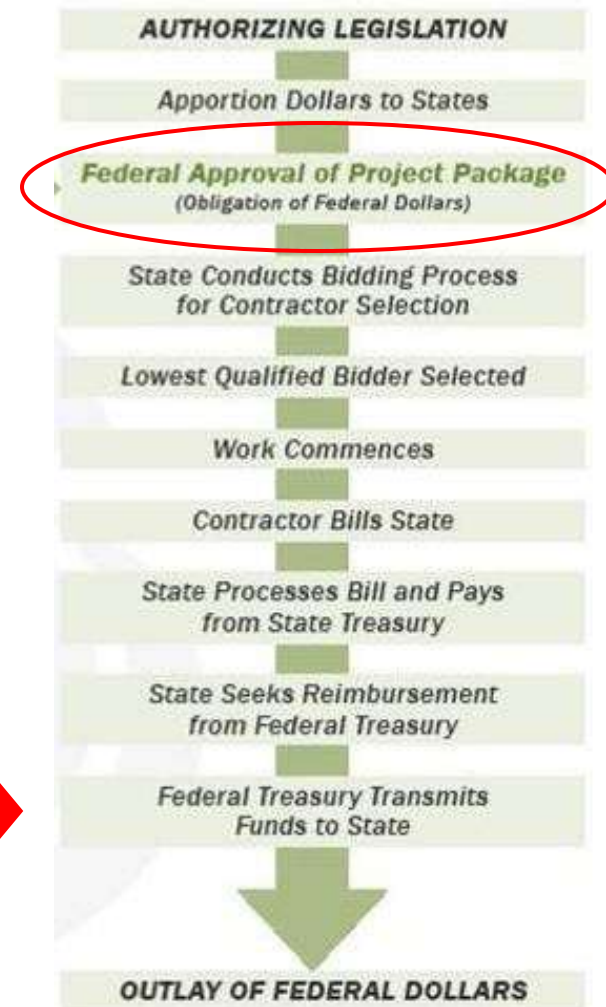 AUTHORIZING LEGISLATION
Apportion Dollars to States
Federal Approval of Project Package
(Obligation of Federal Dollars)
State Conducts Bidding Process
for Contractor Selection
Lowest Qualified Bidder Selected
Work Commences
Contractor Bills State
State Processes Bill and Pays
from State Treasury
State Seeks Reimbursement
from Federal Treasury
Federal Treasury Transmits
Funds to State
OUTLAY OF FEDERAL DOLLARS